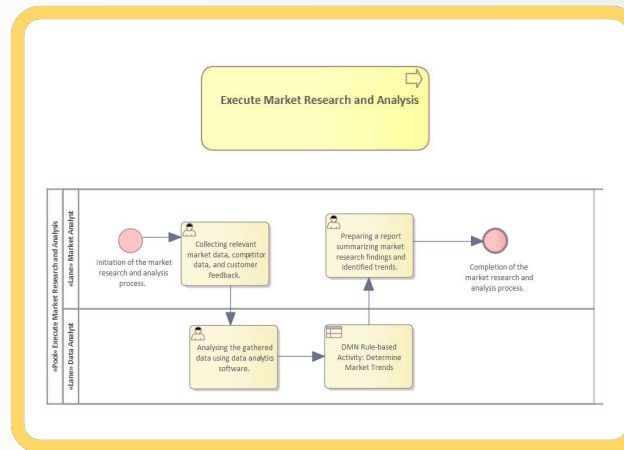 Execute Market Research and Analysis
«Pool» Execute Market Research and Analysis
«Lane» Market Analyst
Initiation of the market
research and analysis
process.
Collecting relevant
market data, competitor
data, and customer
feedback.
Preparing a report
summarizing market
research findings and
identified trends.
Completion of the
market research and
analysis process.
«Lane» Data Analyst
Analysing the gathered
data using data analytics
software.
DMN Rule-based
Activity: Determine
Market Trends